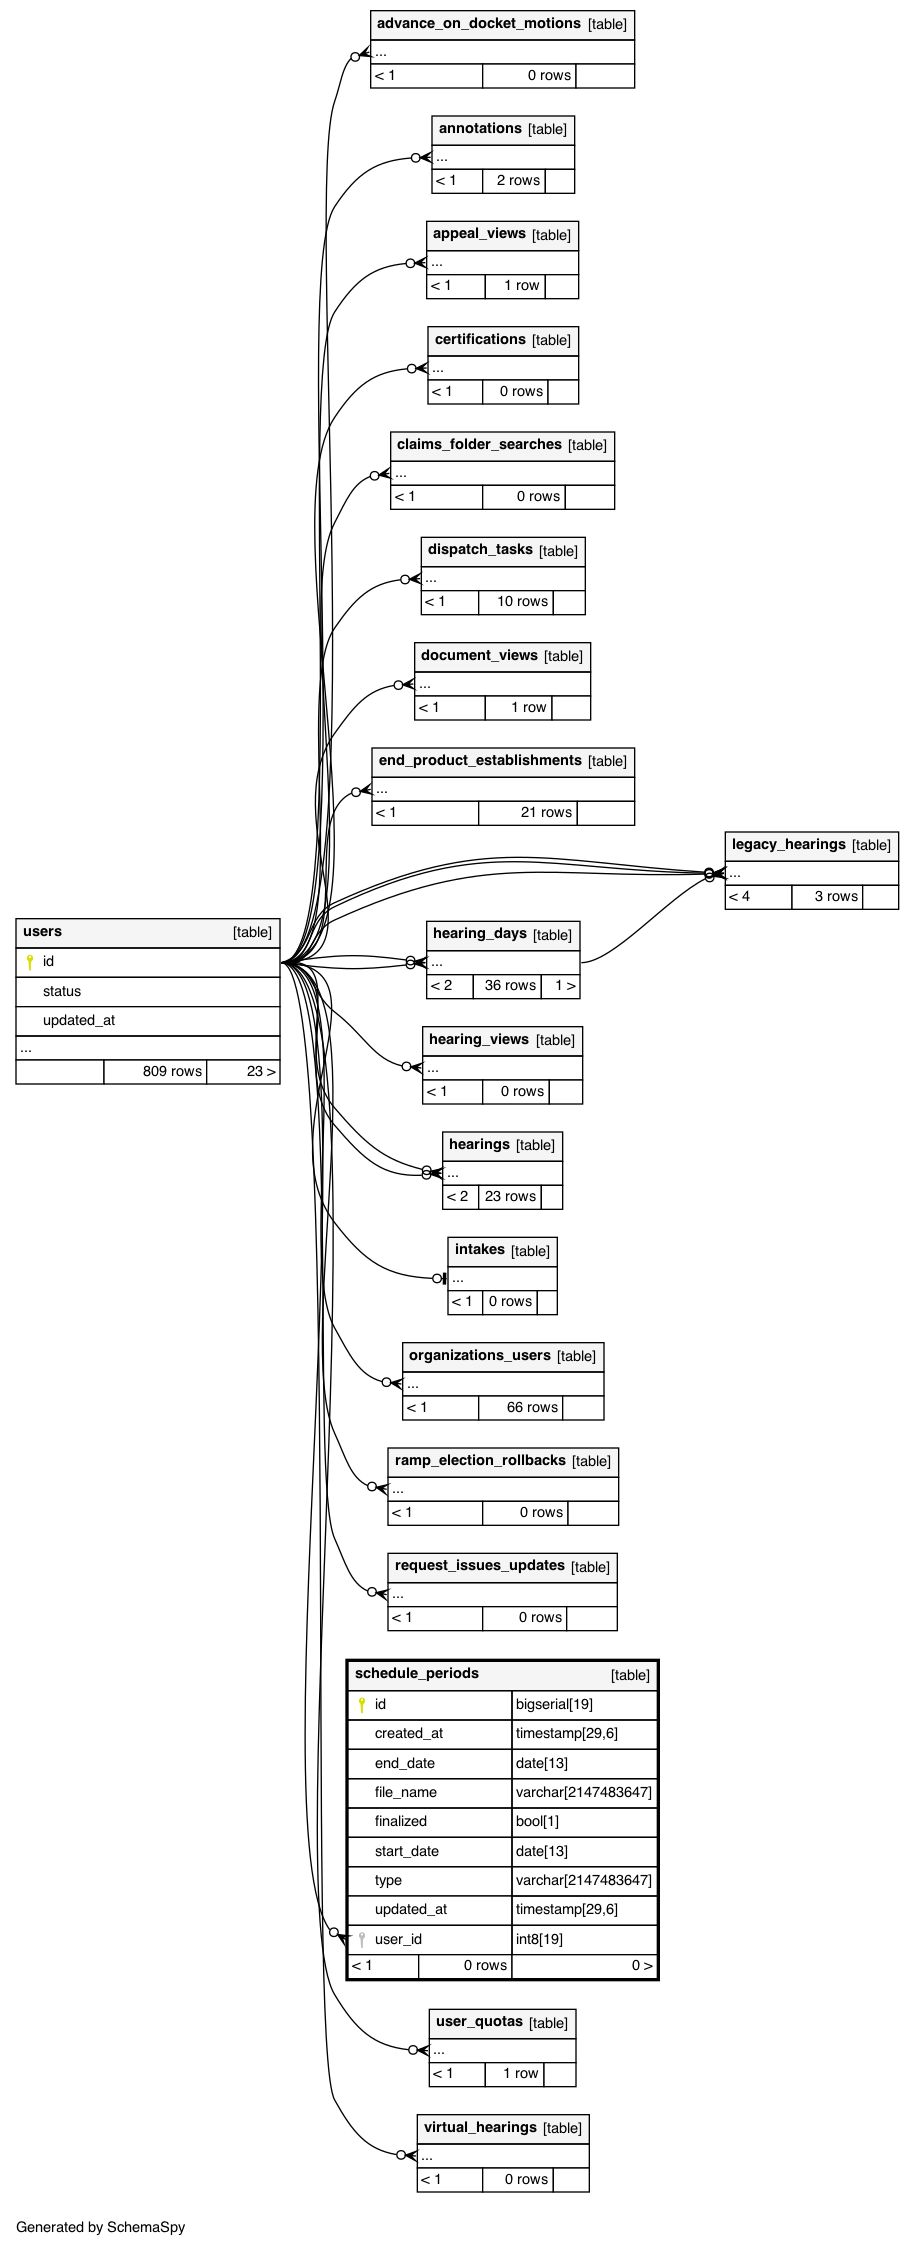 advance_on_docket_motions [table]
...
< 1 0 rows
annotations [table]
...
< 1 2 rows
appeal_views [table]
...
< 1 1 row
certifications [table]
...
< 1 0 rows
claims_folder_searches [table]
...
< 1 0 rows
dispatch_tasks [table]
...
< 1 10 rows
document_views [table]
...
< 1 1 row
end_product_establishments [table]
...
< 1 21 rows
legacy_hearings [table]
...
< 4 3 rows
users [table]
id
status
updated_at
...
809 rows 23 >
hearing_days [table]
...
< 2 36 rows 1 >
hearing_views [table]
...
< 1 0 rows
hearings [table]
...
< 2 23 rows
intakes [table]
...
< 1 0 rows
organizations_users [table]
...
< 1 66 rows
ramp_election_rollbacks [table]
...
< 1 0 rows
request_issues_updates [table]
...
< 1 0 rows
schedule_periods [table]
id bigserial[19]
created_at timestamp[29,6]
end_date date[13]
file_name varchar[2147483647]
finalized bool[1]
start_date date[13]
type varchar[2147483647]
updated_at timestamp[29,6]
user_id int8[19]
< 1 0 rows 0 >
user_quotas [table]
...
< 1 1 row
virtual_hearings [table]
...
< 1 0 rows
Generated by SchemaSpy